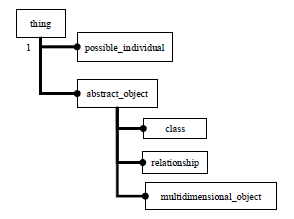 thing
1
possible_individual
abstract_object
class
relationship
multidimensional_object